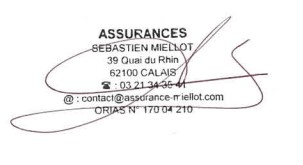 ASSURANCES
SEBASTIEN MIELLOT
39 Quai du Rhin
62100 CALAIS
☎ : 03 21 34 35 41
@ : contact@assurance-miellot.com
ORIAS N° 170 04 210